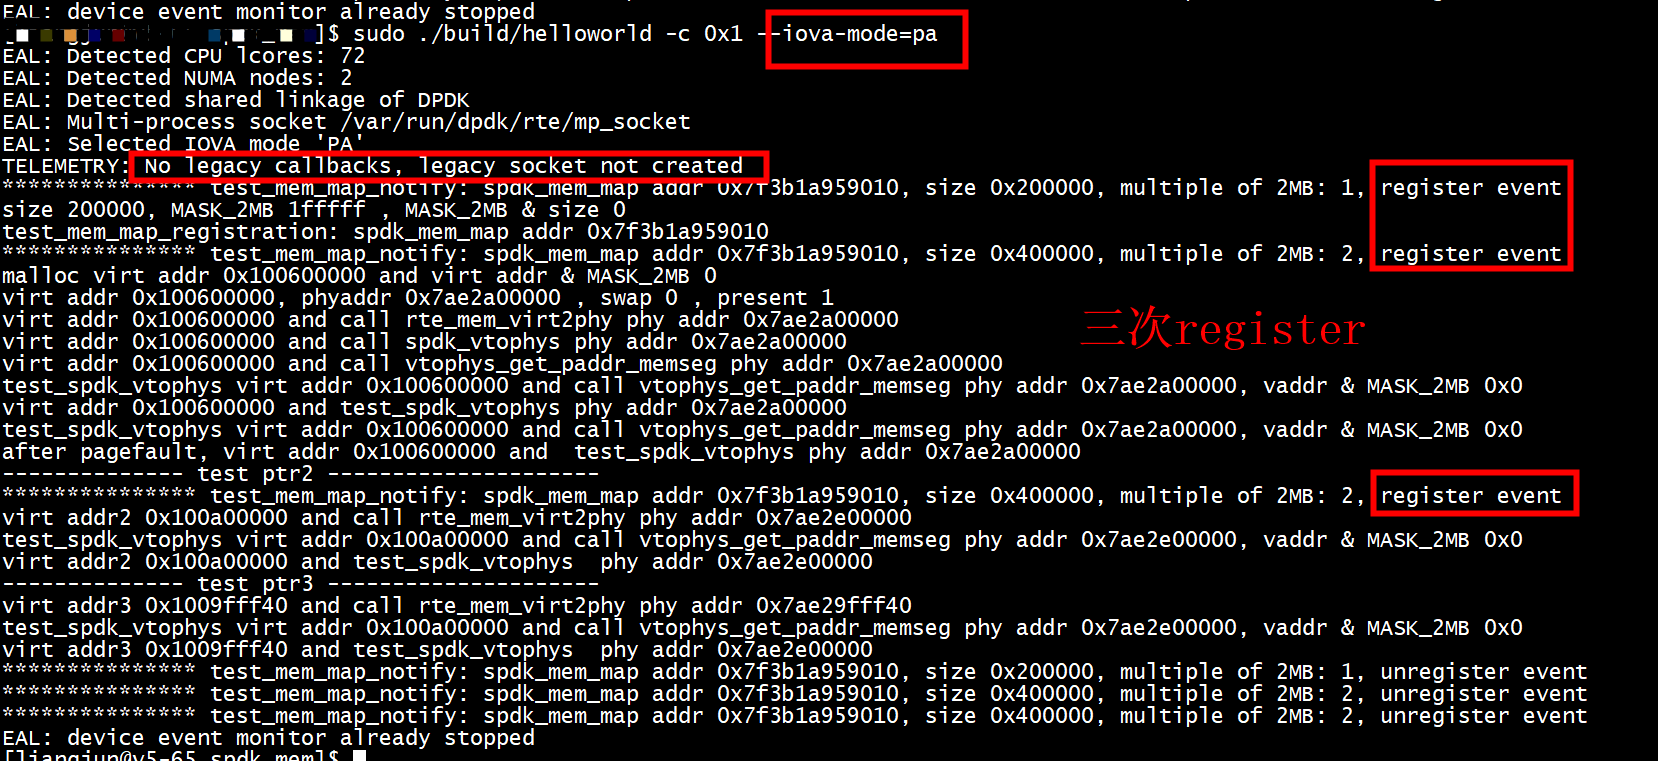 EAL: device event monitor already stopped
]$ sudo ./build/helloworld -c 0x1 --iova-mode=pa
EAL: Detected CPU lcores: 72
EAL: Detected NUMA nodes: 2
EAL: Detected shared linkage of DPDK
EAL: Multi-process socket /var/run/dpdk/rte/mp_socket
EAL: Selected IOVA mode 'PA'
TELEMETRY: No legacy callbacks, legacy socket not created
*************** test_mem_map_notify: spdk_mem_map addr 0x7f3b1a959010, size 0x200000, multiple of 2MB: 1, register event
size 200000, MASK_2MB 1fffff , MASK_2MB & size 0
test_mem_map_registration: spdk_mem_map addr 0x7f3b1a959010
*************** test_mem_map_notify: spdk_mem_map addr 0x7f3b1a959010, size 0x400000, multiple of 2MB: 2, register event
malloc virt addr 0x100600000 and virt addr & MASK_2MB 0
virt addr 0x100600000, phyaddr 0x7ae2a00000 , swap 0 , present 1
virt addr 0x100600000 and call rte_mem_virt2phy phy addr 0x7ae2a00000
三次register
virt addr 0x100600000 and call spdk_vtophys phy addr 0x7ae2a00000
virt addr 0x100600000 and call vtophys_get_paddr_memseg phy addr 0x7ae2a00000
test_spdk_vtophys virt addr 0x100600000 and call vtophys_get_paddr_memseg phy addr 0x7ae2a00000, vaddr & MASK_2MB 0x0
virt addr 0x100600000 and test_spdk_vtophys phy addr 0x7ae2a00000
test_spdk_vtophys virt addr 0x100600000 and call vtophys_get_paddr_memseg phy addr 0x7ae2a00000, vaddr & MASK_2MB 0x0
after pagefault, virt addr 0x100600000 and  test_spdk_vtophys phy addr 0x7ae2a00000
-------------- test ptr2 ---------------------
*************** test_mem_map_notify: spdk_mem_map addr 0x7f3b1a959010, size 0x400000, multiple of 2MB: 2, register event
virt addr2 0x100a00000 and call rte_mem_virt2phy phy addr 0x7ae2e00000
test_spdk_vtophys virt addr 0x100a00000 and call vtophys_get_paddr_memseg phy addr 0x7ae2e00000, vaddr & MASK_2MB 0x0
virt addr2 0x100a00000 and test_spdk_vtophys  phy addr 0x7ae2e00000
-------------- test ptr3 ---------------------
virt addr3 0x1009fff40 and call rte_mem_virt2phy phy addr 0x7ae29fff40
test_spdk_vtophys virt addr 0x100a00000 and call vtophys_get_paddr_memseg phy addr 0x7ae2e00000, vaddr & MASK_2MB 0x0
virt addr3 0x1009fff40 and test_spdk_vtophys  phy addr 0x7ae2e00000
*************** test_mem_map_notify: spdk_mem_map addr 0x7f3b1a959010, size 0x200000, multiple of 2MB: 1, unregister event
*************** test_mem_map_notify: spdk_mem_map addr 0x7f3b1a959010, size 0x400000, multiple of 2MB: 2, unregister event
*************** test_mem_map_notify: spdk_mem_map addr 0x7f3b1a959010, size 0x400000, multiple of 2MB: 2, unregister event
EAL: device event monitor already stopped
[liangjun@v5-65 spdk_mem]$